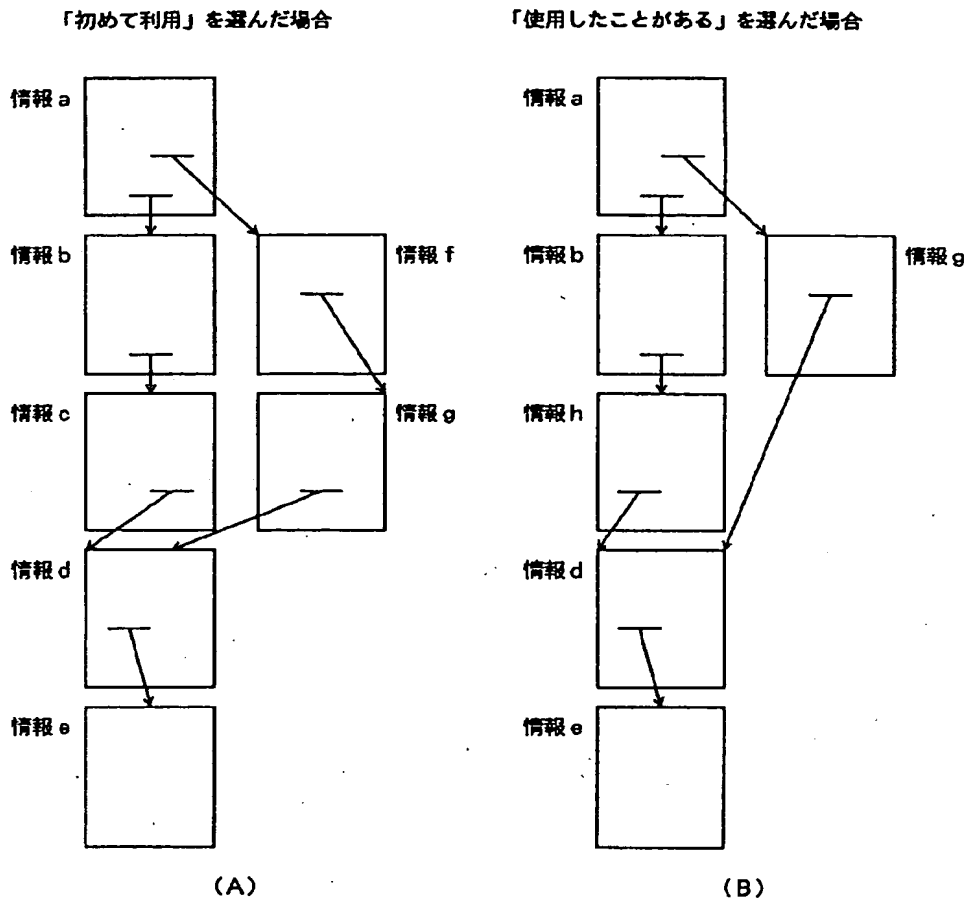 「初めて利用」を選んだ場合
「使用したことがある」を選んだ場合
情報a
情報b
情報f
情報c
情報g
情報d
情報e
(A)
情報a
情報b
情報g
情報h
情報d
情報e
(B)